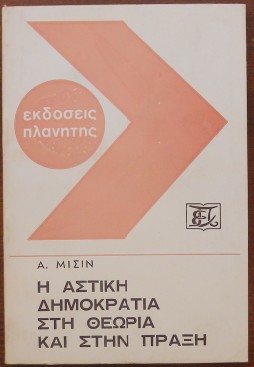 εκδοσεις
πλανητης
Α. ΜΙΣΙΝ
Η ΑΣΤΙΚΗ
ΔΗΜΟΚΡΑΤΙΑ
ΣΤΗ ΘΕΩΡΙΑ
ΚΑΙ ΣΤΗΝ ΠΡΑΞΗ